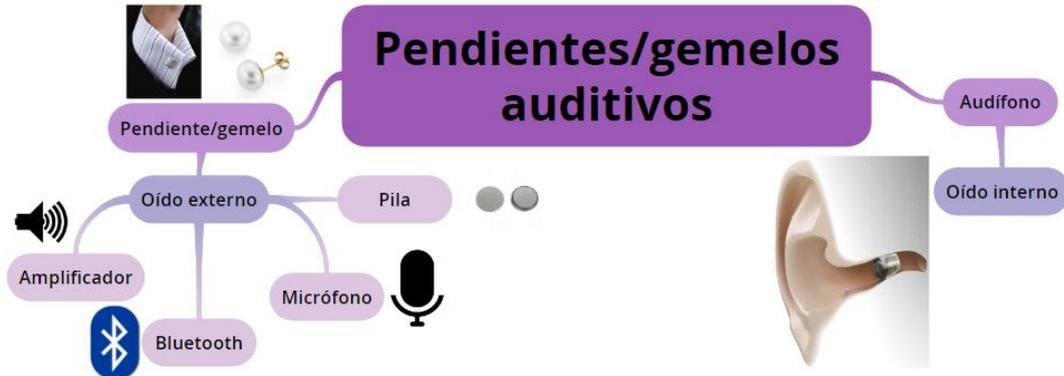 Pendientes/gemelos
auditivos
Pendiente/gemelo
Audífono
Oído externo
Pila
Oído interno
Amplificador
Micrófono
Bluetooth